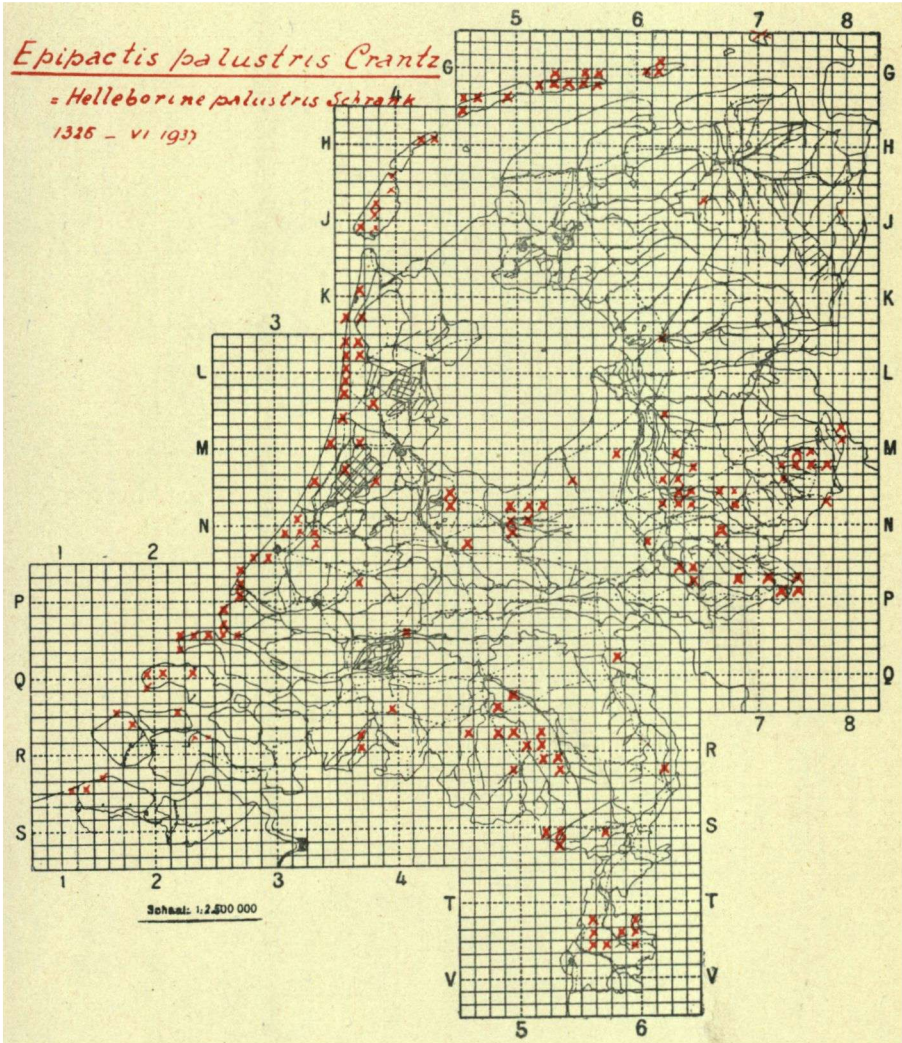 5 6 7 8
Epipactis palustris Crantz
G G
= Helleborine palustris Schrank
4
1326 - VI 1937
H H
J J
K K
3
L L
M M
N N
1 2
P P
Q Q
7 8
R R
S S
1 2 3 4
T T
Schaal: 1:2.500 000
V V
5 6